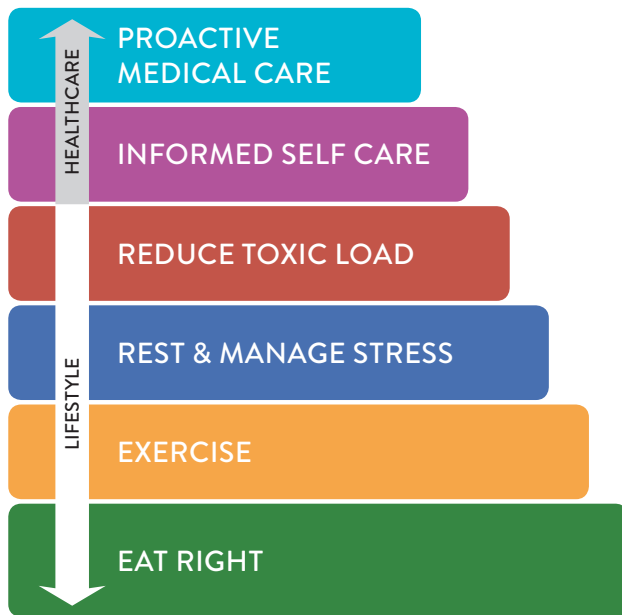 PROACTIVE
MEDICAL CARE
HEALTHCARE
INFORMED SELF CARE
REDUCE TOXIC LOAD
REST & MANAGE STRESS
LIFESTYLE
EXERCISE
EAT RIGHT